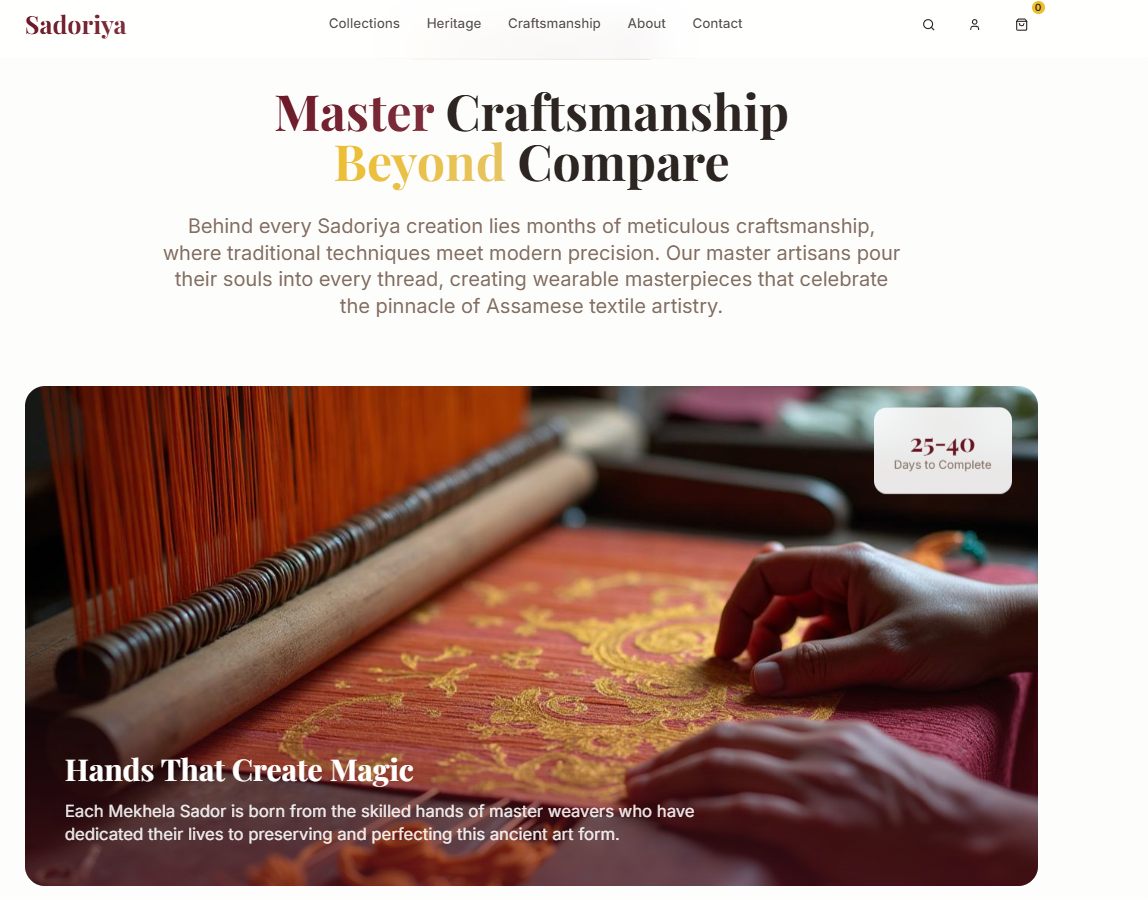 Sadoriya
Collections Heritage Craftsmanship About Contact
0
Master Craftsmanship
Beyond Compare
Behind every Sadoriya creation lies months of meticulous craftsmanship,
where traditional techniques meet modern precision. Our master artisans pour
their souls into every thread, creating wearable masterpieces that celebrate
the pinnacle of Assamese textile artistry.
25-40
Days to Complete
Hands That Create Magic
Each Mekhela Sador is born from the skilled hands of master weavers who have
dedicated their lives to preserving and perfecting this ancient art form.